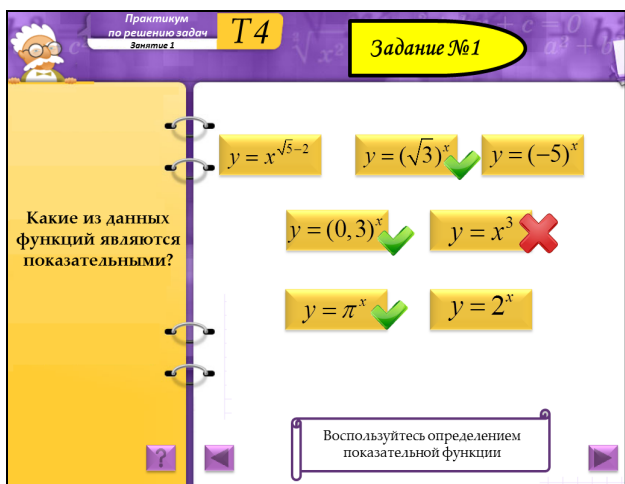 Практикум
по решению задач
Занятие 1
Т4
Задание №1
y = x^{√5−2}
y = (√3)^x
y = (−5)^x
Какие из данных
функций являются
показательными?
y = (0,3)^x
y = x^3
y = π^x
y = 2^x
Воспользуйтесь определением
показательной функции
?